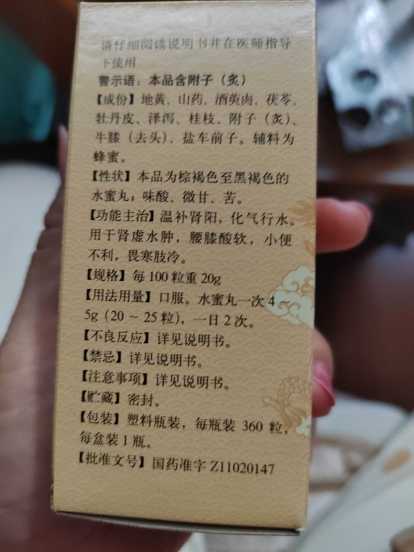 请仔细阅读说明书并在医师指导
下使用
警示语：本品含附子（炙）
【成份】地黄、山药、酒萸肉、茯苓、
牡丹皮、泽泻、桂枝、附子（炙）、
牛膝（去头）、盐车前子。辅料为
蜂蜜。
【性状】本品为棕褐色至黑褐色的
水蜜丸；味酸、微甘、苦。
【功能主治】温补肾阳，化气行水。
用于肾虚水肿，腰膝酸软，小便
不利，畏寒肢冷。
【规格】每100粒重20g
【用法用量】口服。水蜜丸一次4
5g（20～25粒），一日2次。
【不良反应】详见说明书。
【禁忌】详见说明书。
【注意事项】详见说明书。
【贮藏】密封。
【包装】塑料瓶装，每瓶装360粒，
每盒装1瓶。
【批准文号】国药准字Z11020147